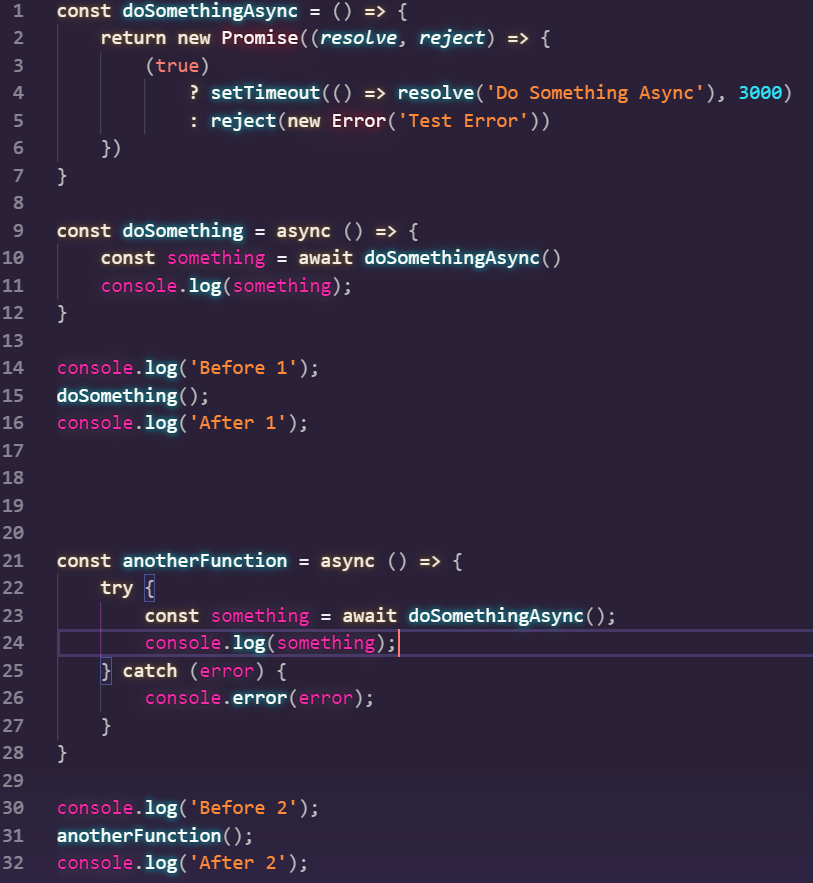 1 const doSomethingAsync = () => {
2     return new Promise((resolve, reject) => {
3         (true)
4             ? setTimeout(() => resolve('Do Something Async'), 3000)
5             : reject(new Error('Test Error'))
6     })
7 }
8
9 const doSomething = async () => {
10     const something = await doSomethingAsync()
11     console.log(something);
12 }
13
14 console.log('Before 1');
15 doSomething();
16 console.log('After 1');
17
18
19
20
21 const anotherFunction = async () => {
22     try {
23         const something = await doSomethingAsync();
24         console.log(something);
25     } catch (error) {
26         console.error(error);
27     }
28 }
29
30 console.log('Before 2');
31 anotherFunction();
32 console.log('After 2');